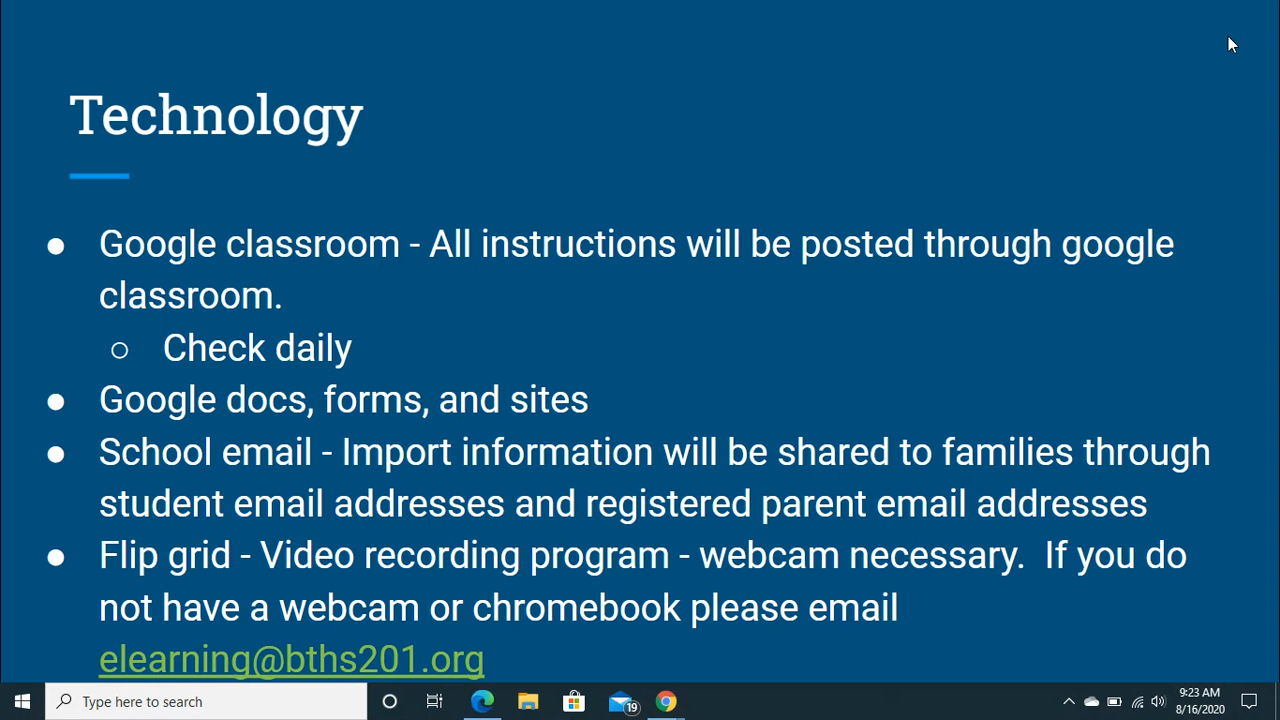 Technology
● Google classroom - All instructions will be posted through google
classroom.
○ Check daily
● Google docs, forms, and sites
● School email - Import information will be shared to families through
student email addresses and registered parent email addresses
● Flip grid - Video recording program - webcam necessary.  If you do
not have a webcam or chromebook please email
elearning@bths201.org
Type here to search
19
9:23 AM
8/16/2020